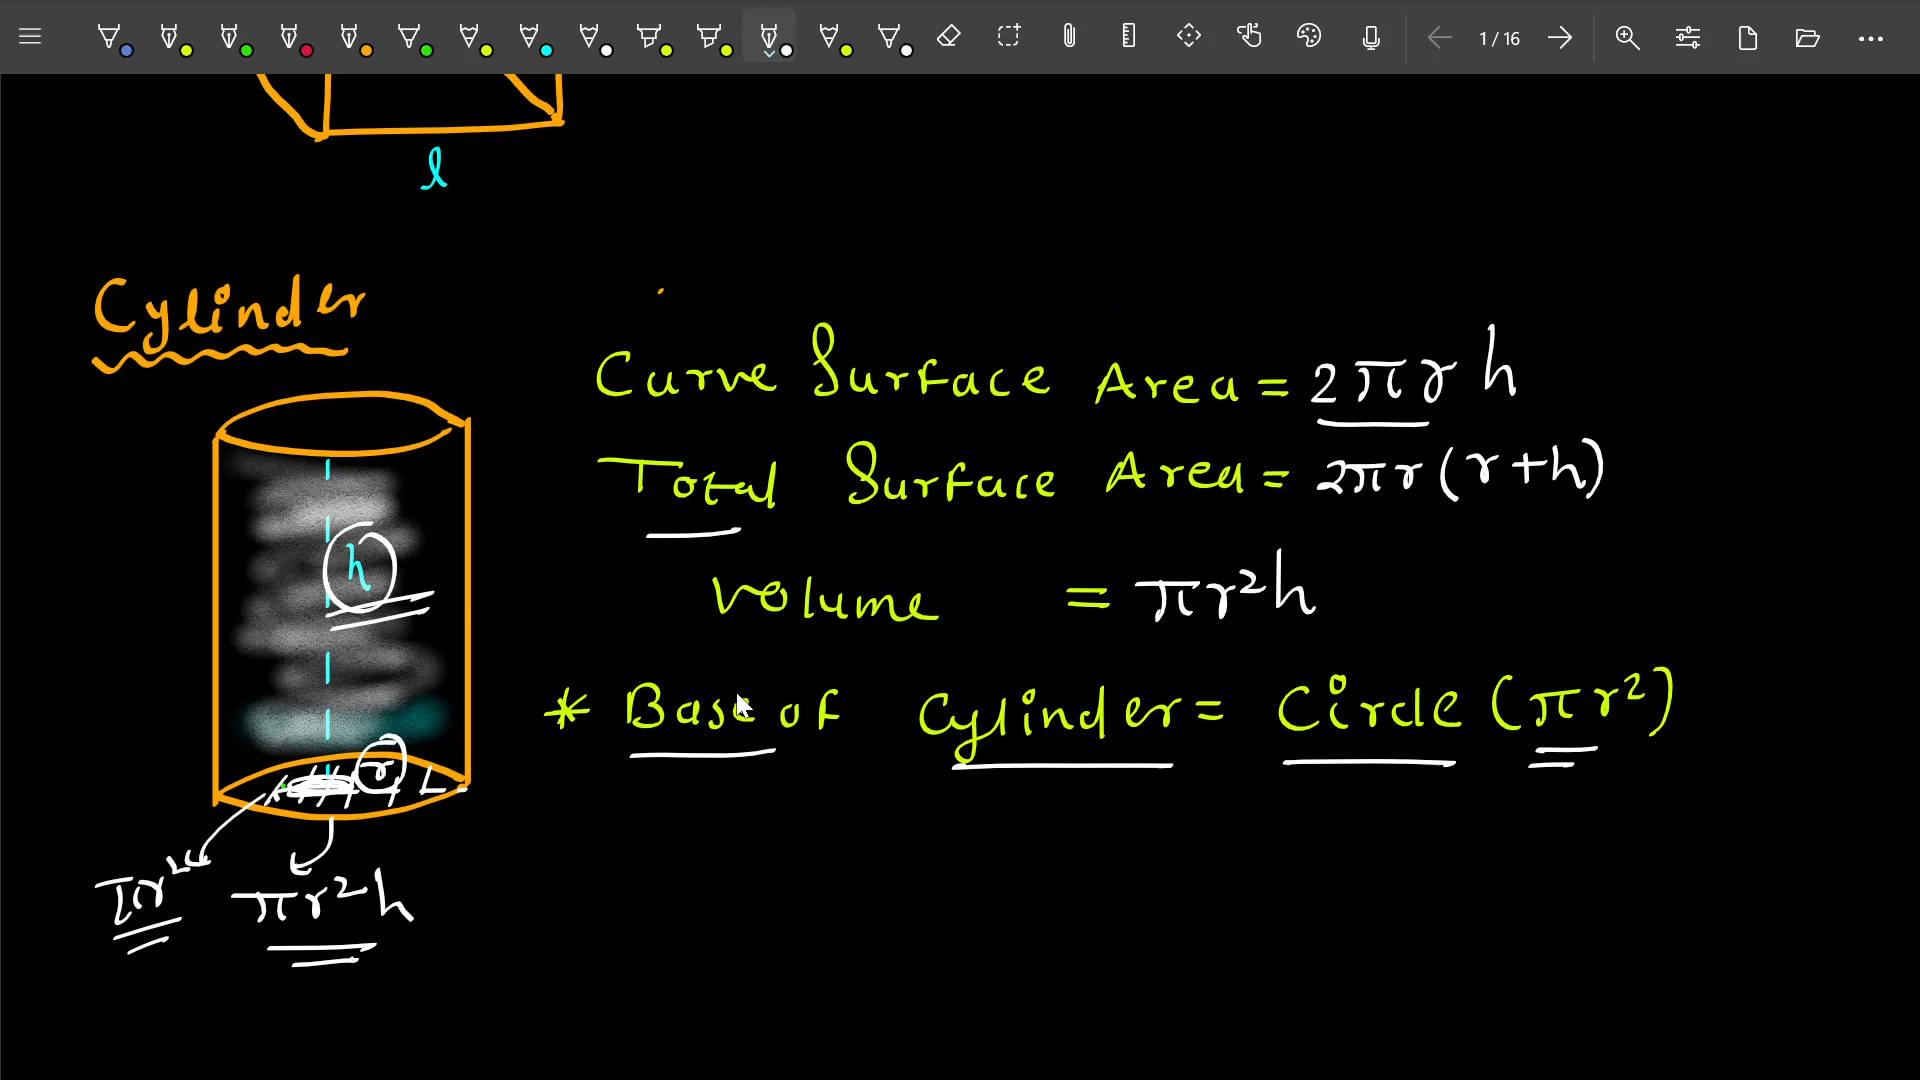 1 / 16
l
Cylinder
Curve Surface Area = 2πr h
Total Surface Area = 2πr (r+h)
h
Volume = πr²h
* Base of Cylinder = Circle (πr²)
r
πr² πr²h